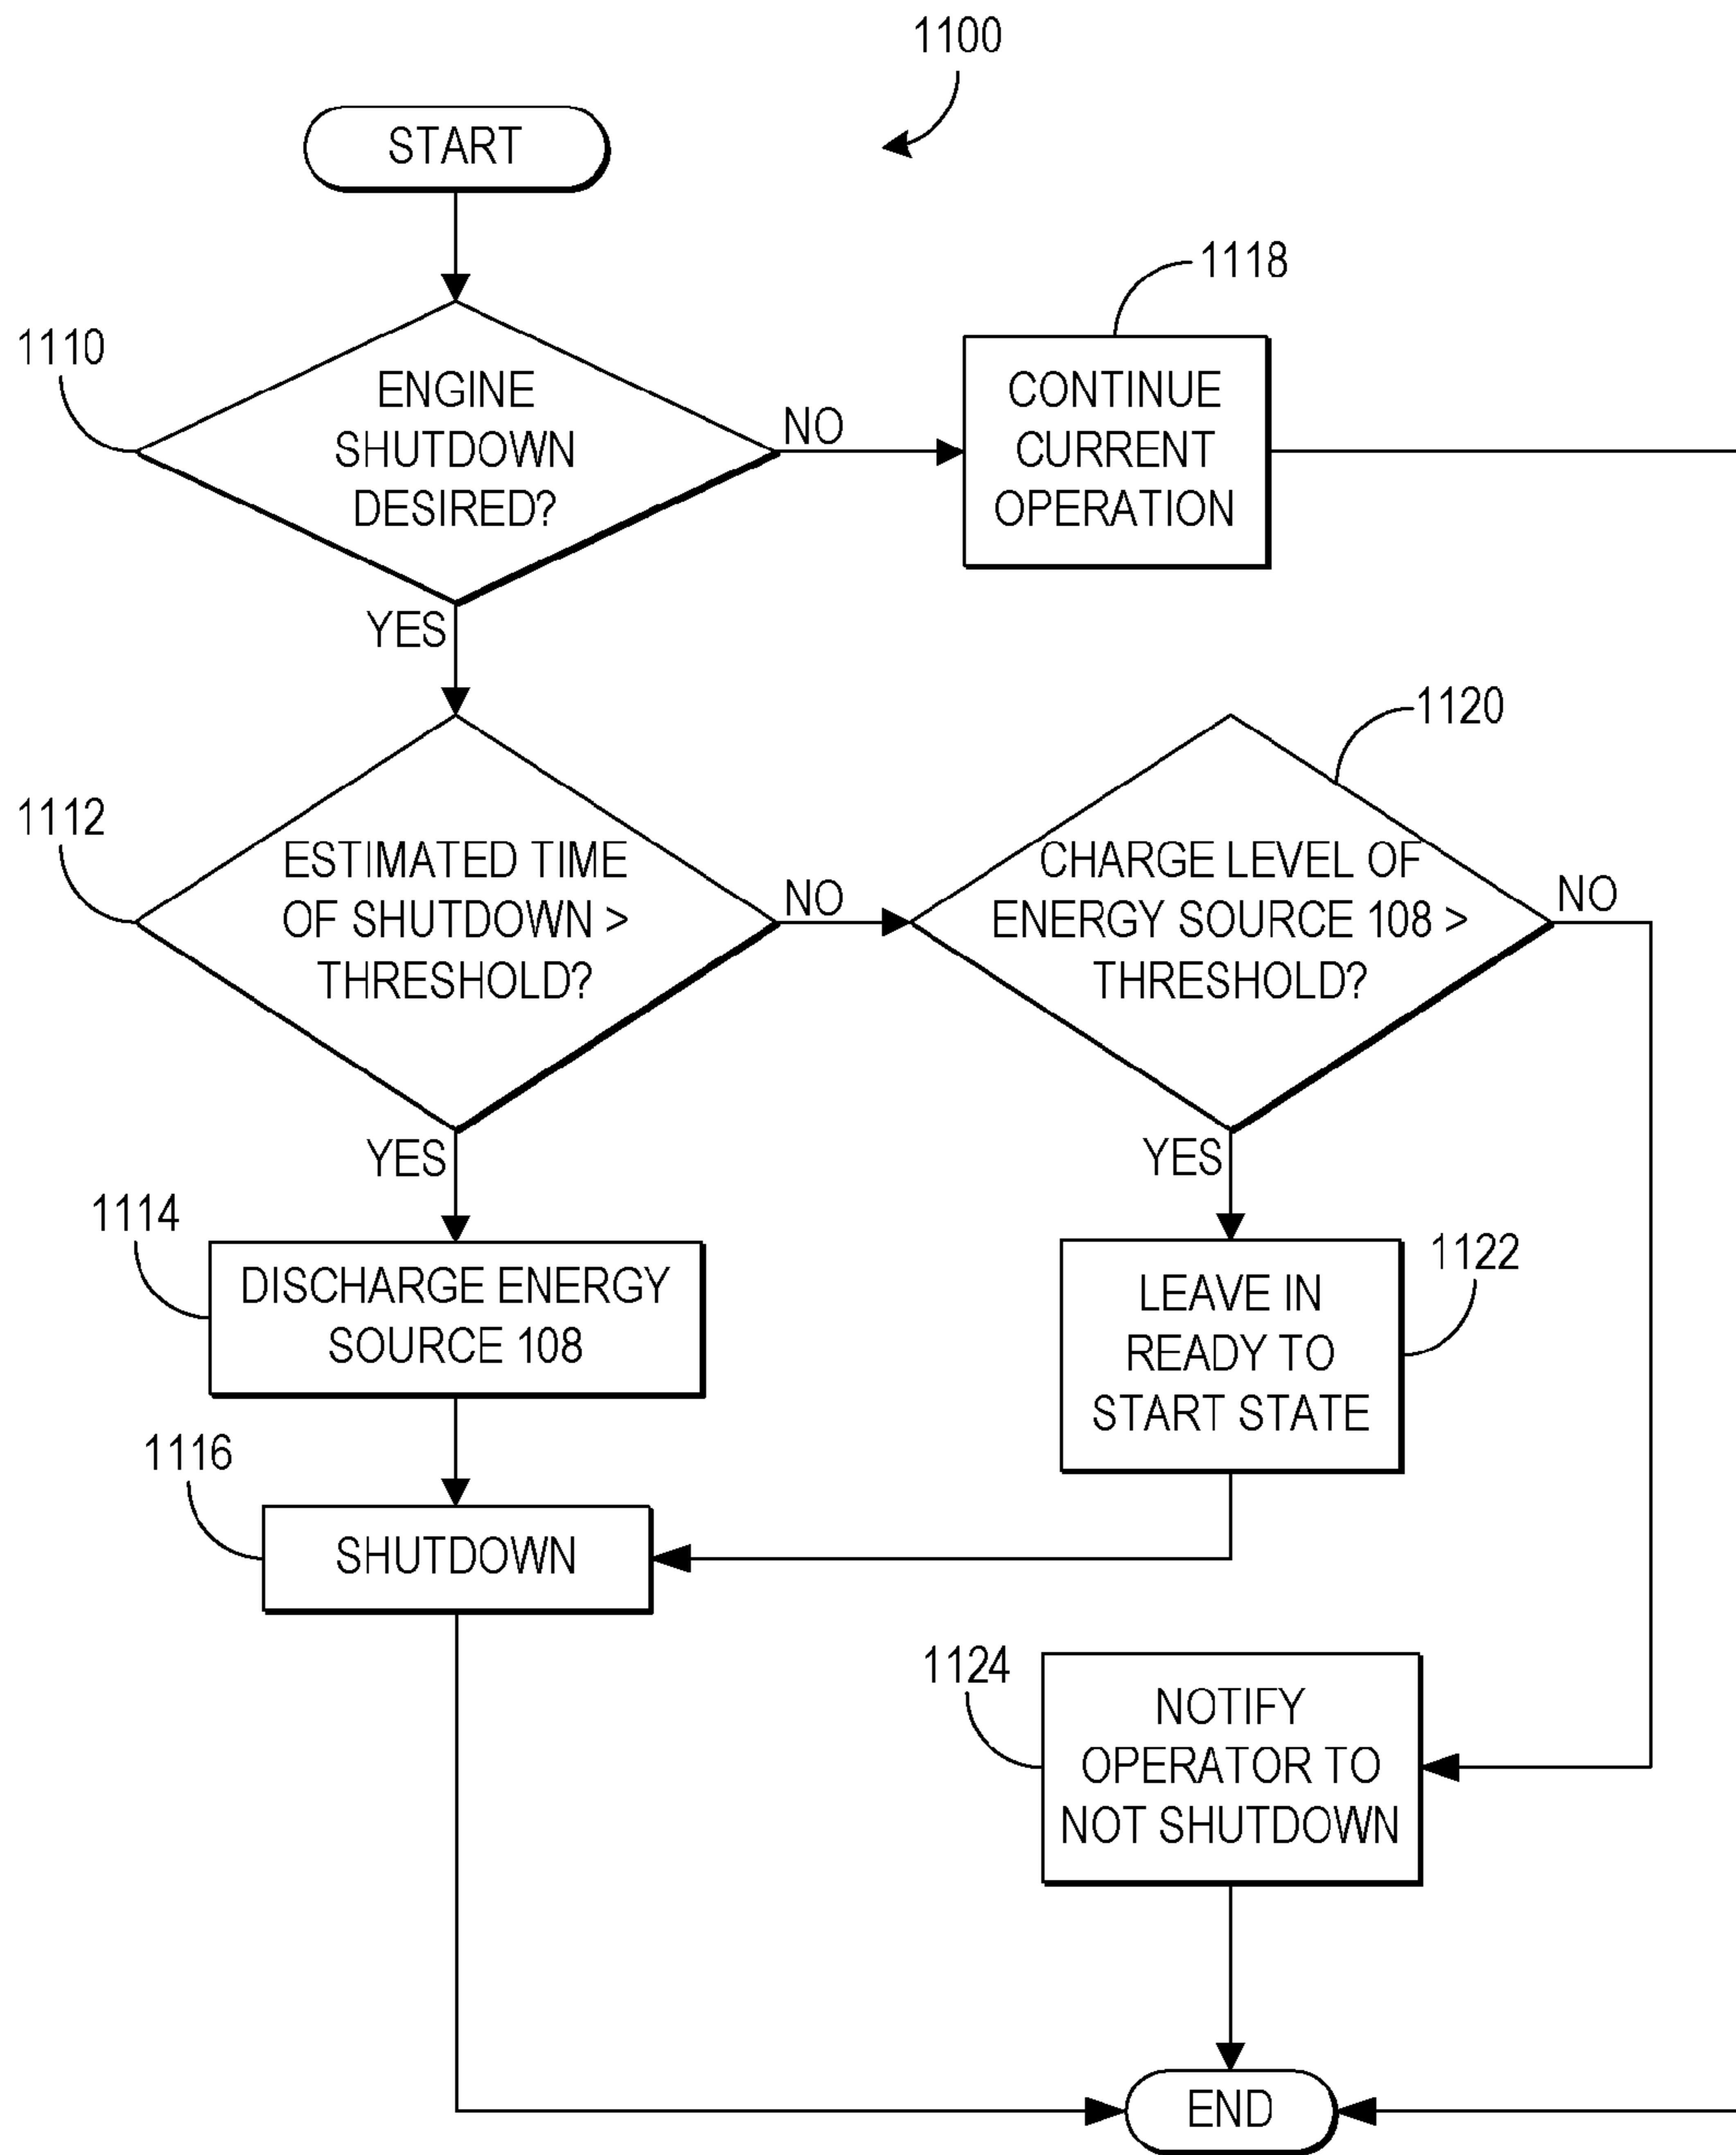 1100
START
1118
1110
ENGINE
SHUTDOWN
DESIRED?
NO
CONTINUE
CURRENT
OPERATION
YES
1120
1112
ESTIMATED TIME
OF SHUTDOWN >
THRESHOLD?
NO
CHARGE LEVEL OF
ENERGY SOURCE 108 >
THRESHOLD?
NO
YES
YES
1114
DISCHARGE ENERGY
SOURCE 108
1122
LEAVE IN
READY TO
START STATE
1116
SHUTDOWN
1124
NOTIFY
OPERATOR TO
NOT SHUTDOWN
END